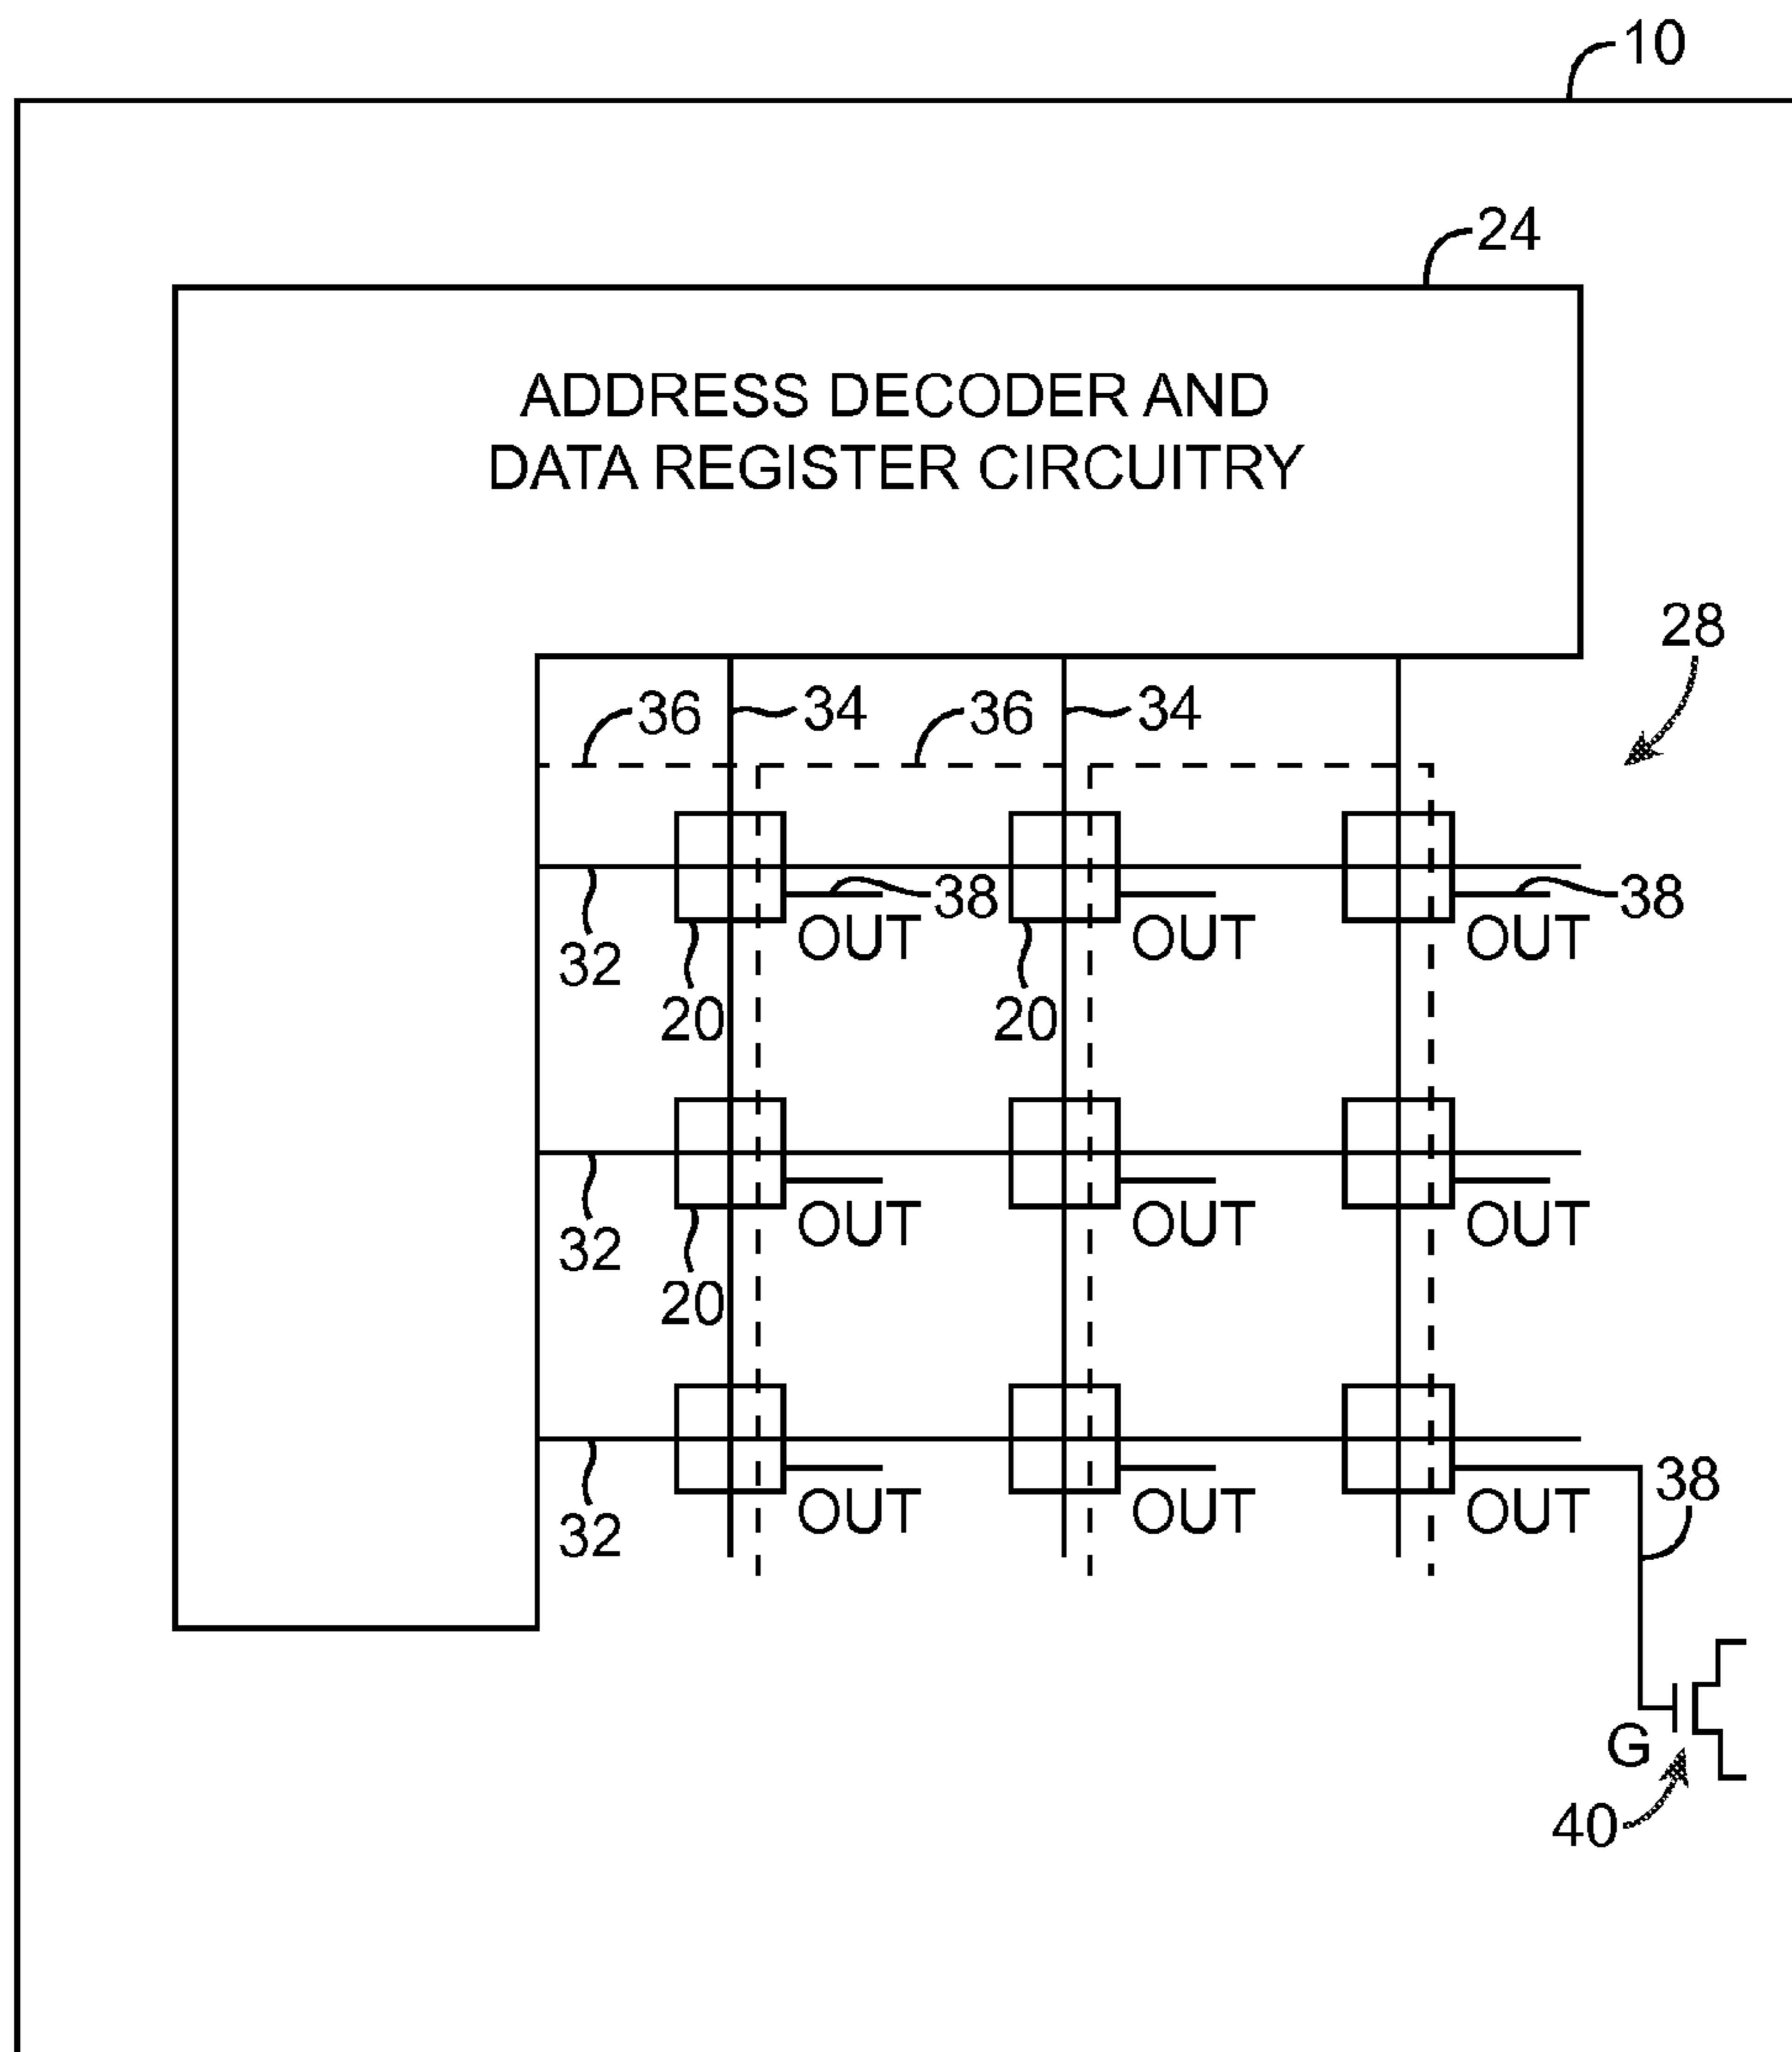 10
24
ADDRESS DECODER AND
DATA REGISTER CIRCUITRY
28
36 34 36 34
38 38
OUT OUT OUT
32
20 20
32
OUT OUT OUT
20
38
OUT OUT OUT
32
G
40